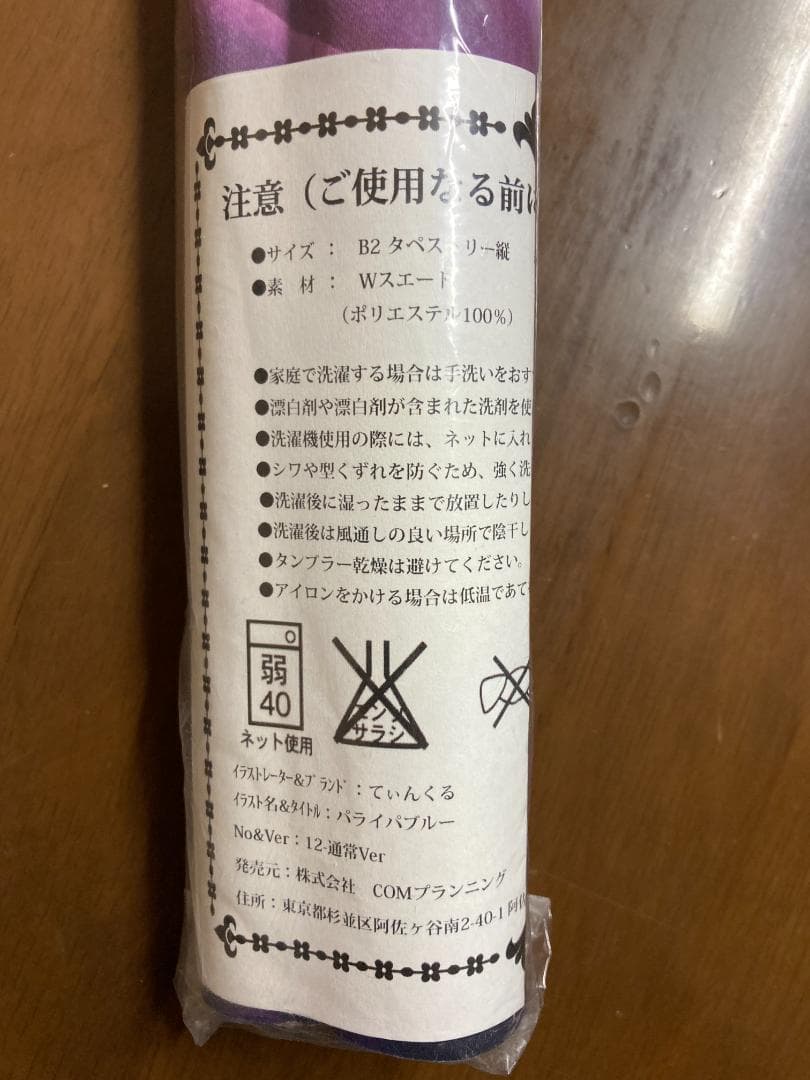 注意（ご使用なる前に
●サイズ： B2 タペストリー縦
●素 材： Wスエード
（ポリエステル100%）
●家庭で洗濯する場合は手洗いをおす
●漂白剤や漂白剤が含まれた洗剤を使
●洗濯機使用の際には、ネットに入れ
●シワや型くずれを防ぐため、強く洗
●洗濯後に湿ったままで放置したりし
●洗濯後は風通しの良い場所で陰干し
●タンブラー乾燥は避けてください。
●アイロンをかける場合は低温であて
弱
40
ネット使用
エンソ
サラシ
ｲﾗｽﾄﾚｰﾀｰ&ﾌﾞﾗﾝﾄﾞ：てぃんくる
ｲﾗｽﾄ名&ﾀｲﾄﾙ：パライバブルー
No&Ver：12-通常Ver
発売元：株式会社 COMプランニング
住所：東京都杉並区阿佐ヶ谷南2-40-1 阿佐